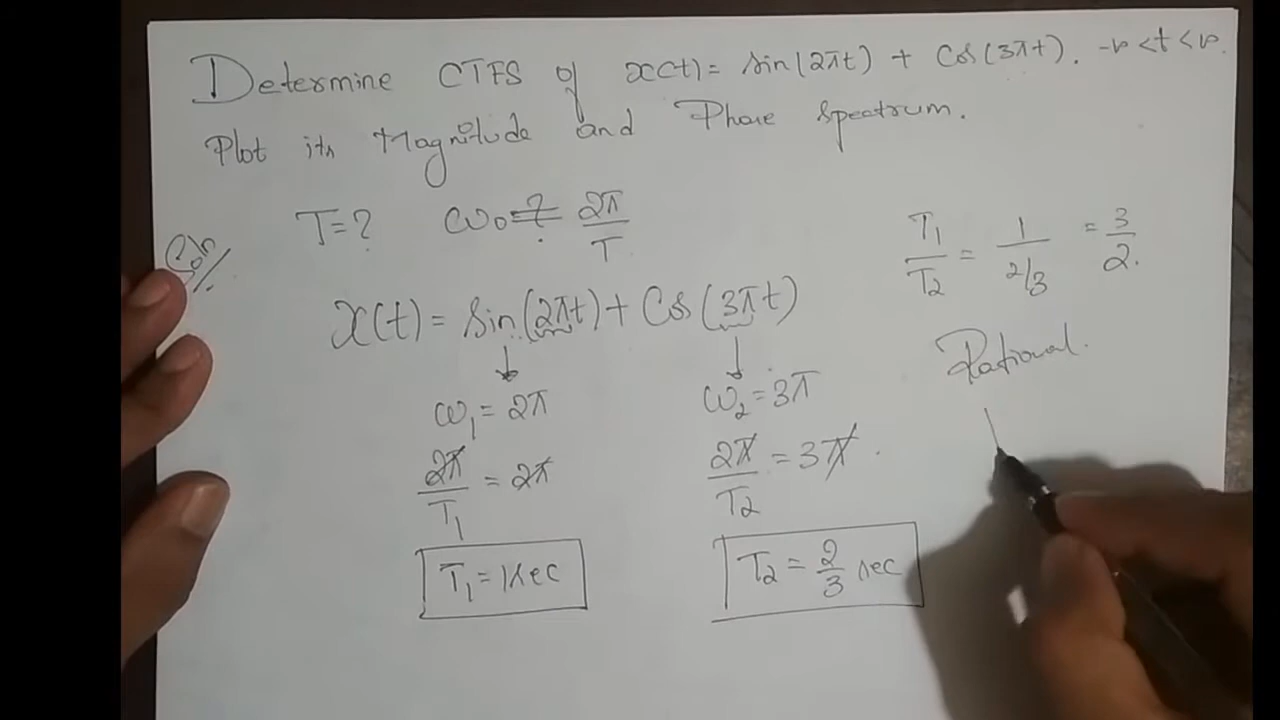 Determine CTFS of x(t) = sin(2πt) + Cos(3πt). -∞ < t < ∞.
Plot its Magnitude and Phase Spectrum.
Soln/
T = ? ω₀ = ? = 2π/T
T₁/T₂ = 1/(2/3) = 3/2.
x(t) = sin(2πt) + Cos(3πt)
Rational.
ω₁ = 2π ω₂ = 3π
2π/T₁ = 2π 2π/T₂ = 3π.
T₁ = 1sec T₂ = 2/3 sec